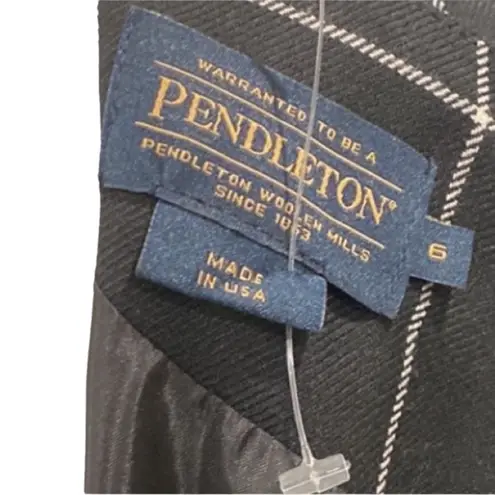 WARRANTED TO BE A
PENDLETON®
PENDLETON WOOLEN MILLS
SINCE 1863
6
MADE
IN USA